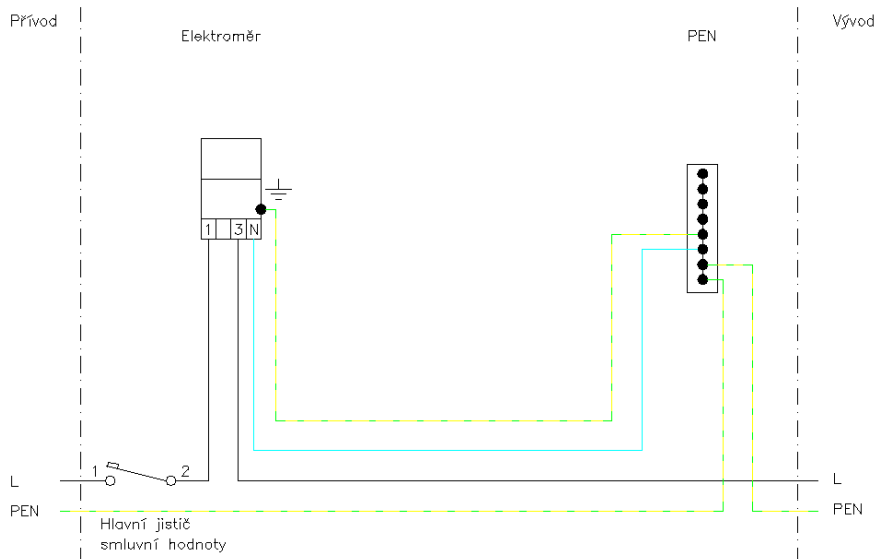 Přívod
Vývod
Elektroměr
PEN
1 3 N
1 2
L
L
PEN
PEN
Hlavní jistič
smluvní hodnoty